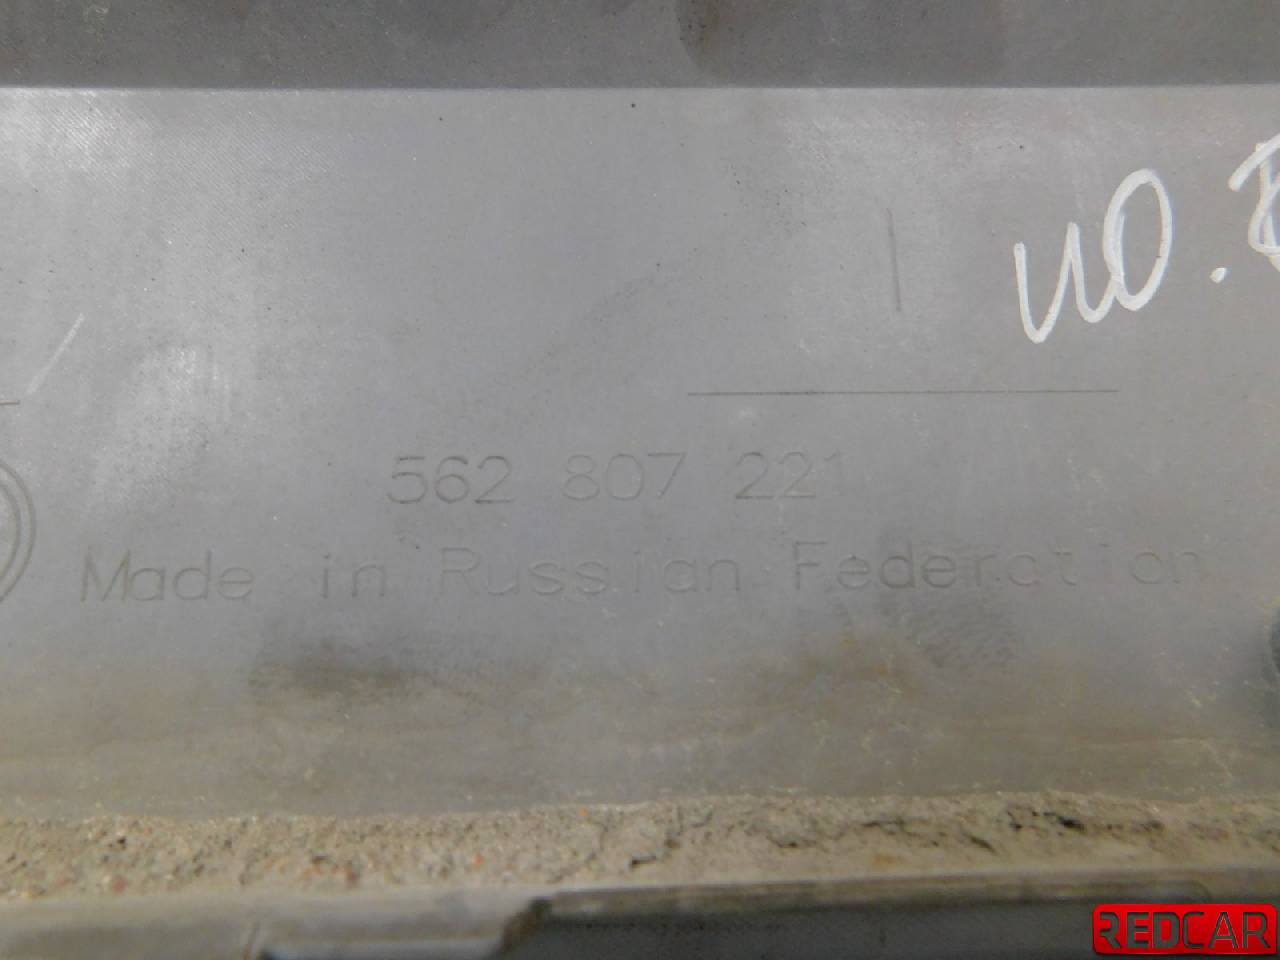 562 807 221
Made in Russian Federation
REDCAR